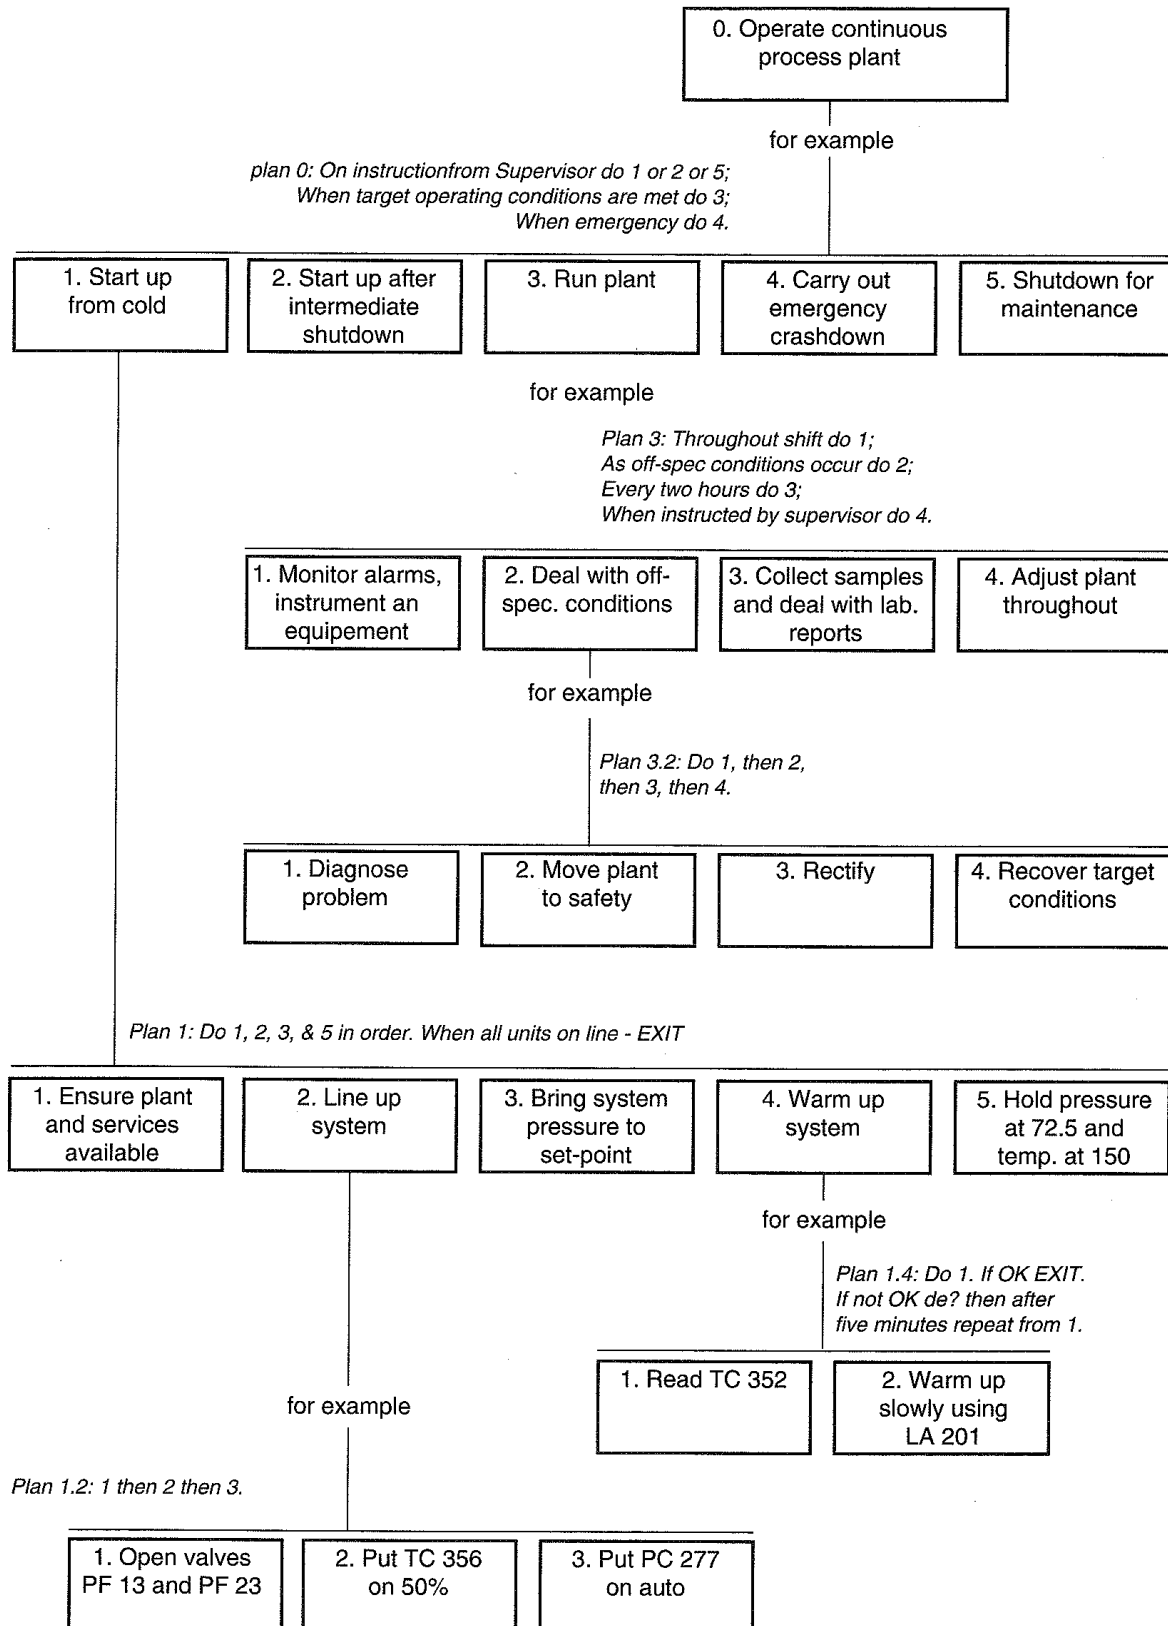 0. Operate continuous
process plant
for example
plan 0: On instructionfrom Supervisor do 1 or 2 or 5;
When target operating conditions are met do 3;
When emergency do 4.
1. Start up
from cold
2. Start up after
intermediate
shutdown
3. Run plant
4. Carry out
emergency
crashdown
5. Shutdown for
maintenance
for example
Plan 3: Throughout shift do 1;
As off-spec conditions occur do 2;
Every two hours do 3;
When instructed by supervisor do 4.
1. Monitor alarms,
instrument an
equipement
2. Deal with off-
spec. conditions
3. Collect samples
and deal with lab.
reports
4. Adjust plant
throughout
for example
Plan 3.2: Do 1, then 2,
then 3, then 4.
1. Diagnose
problem
2. Move plant
to safety
3. Rectify
4. Recover target
conditions
Plan 1: Do 1, 2, 3, & 5 in order. When all units on line - EXIT
1. Ensure plant
and services
available
2. Line up
system
3. Bring system
pressure to
set-point
4. Warm up
system
5. Hold pressure
at 72.5 and
temp. at 150
for example
Plan 1.4: Do 1. If OK EXIT.
If not OK de? then after
five minutes repeat from 1.
1. Read TC 352
2. Warm up
slowly using
LA 201
for example
Plan 1.2: 1 then 2 then 3.
1. Open valves
PF 13 and PF 23
2. Put TC 356
on 50%
3. Put PC 277
on auto